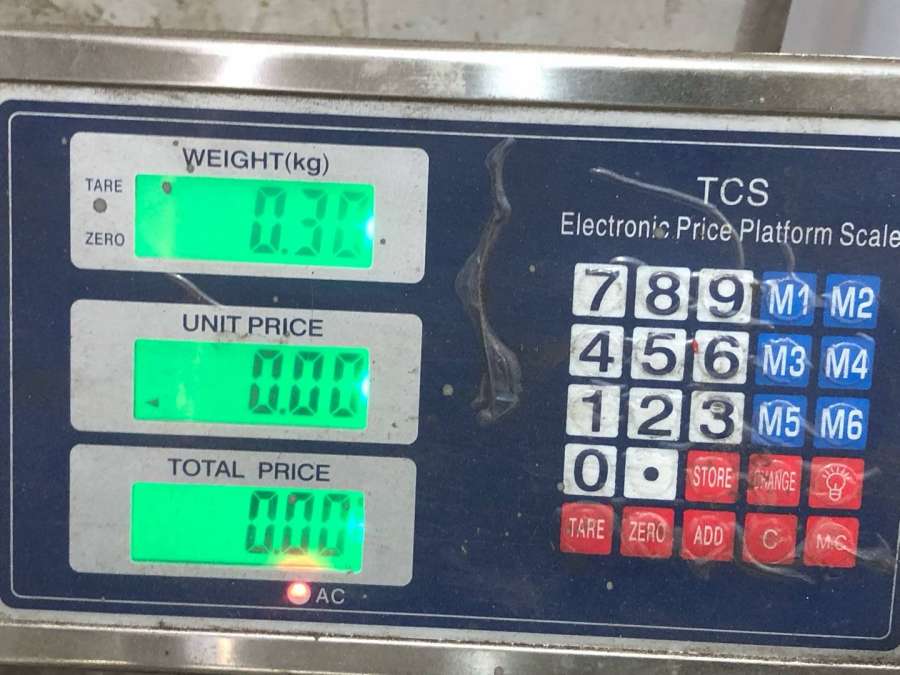 WEIGHT(kg)
TARE
0.30
ZERO
UNIT PRICE
0.00
TOTAL PRICE
0.00
AC
TCS
Electronic Price Platform Scale
7 8 9 M1 M2
4 5 6 M3 M4
1 2 3 M5 M6
0 . STORE CHANGE
TARE ZERO ADD C M.C